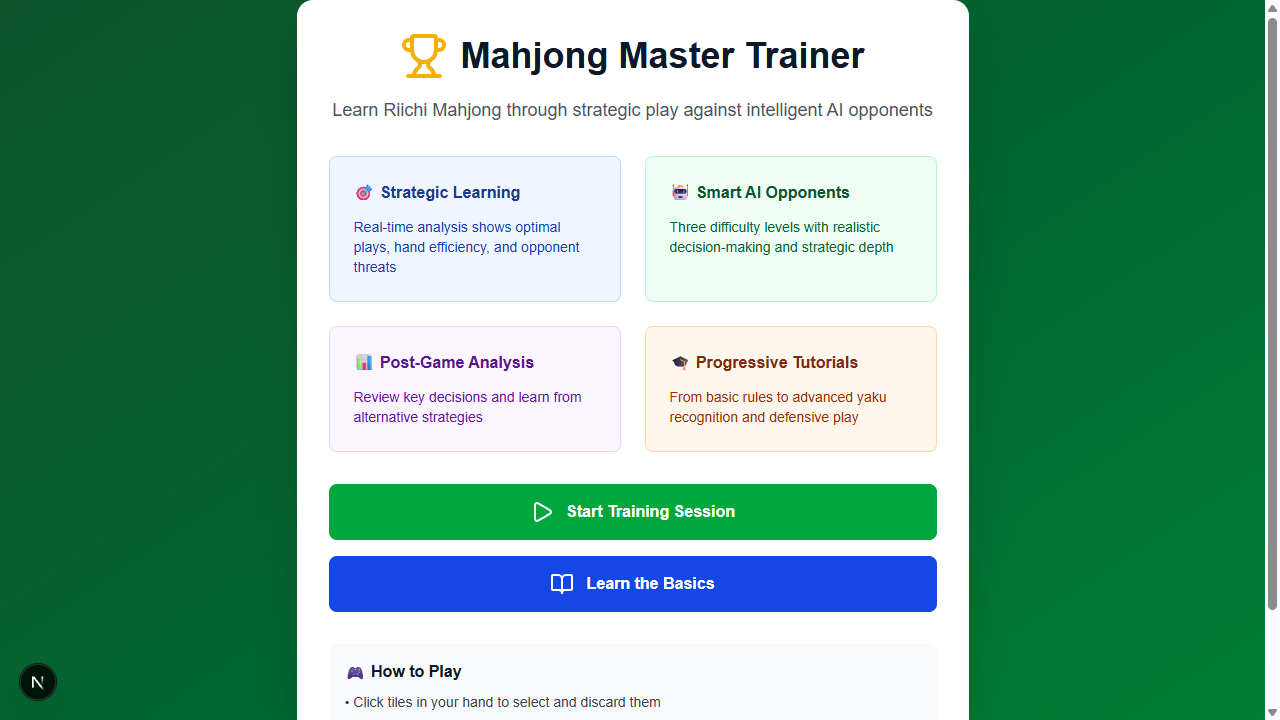 Mahjong Master Trainer
Learn Riichi Mahjong through strategic play against intelligent AI opponents
🎯 Strategic Learning
Real-time analysis shows optimal
plays, hand efficiency, and opponent
threats
🤖 Smart AI Opponents
Three difficulty levels with realistic
decision-making and strategic depth
📊 Post-Game Analysis
Review key decisions and learn from
alternative strategies
🎓 Progressive Tutorials
From basic rules to advanced yaku
recognition and defensive play
Start Training Session
Learn the Basics
🎮 How to Play
• Click tiles in your hand to select and discard them
N